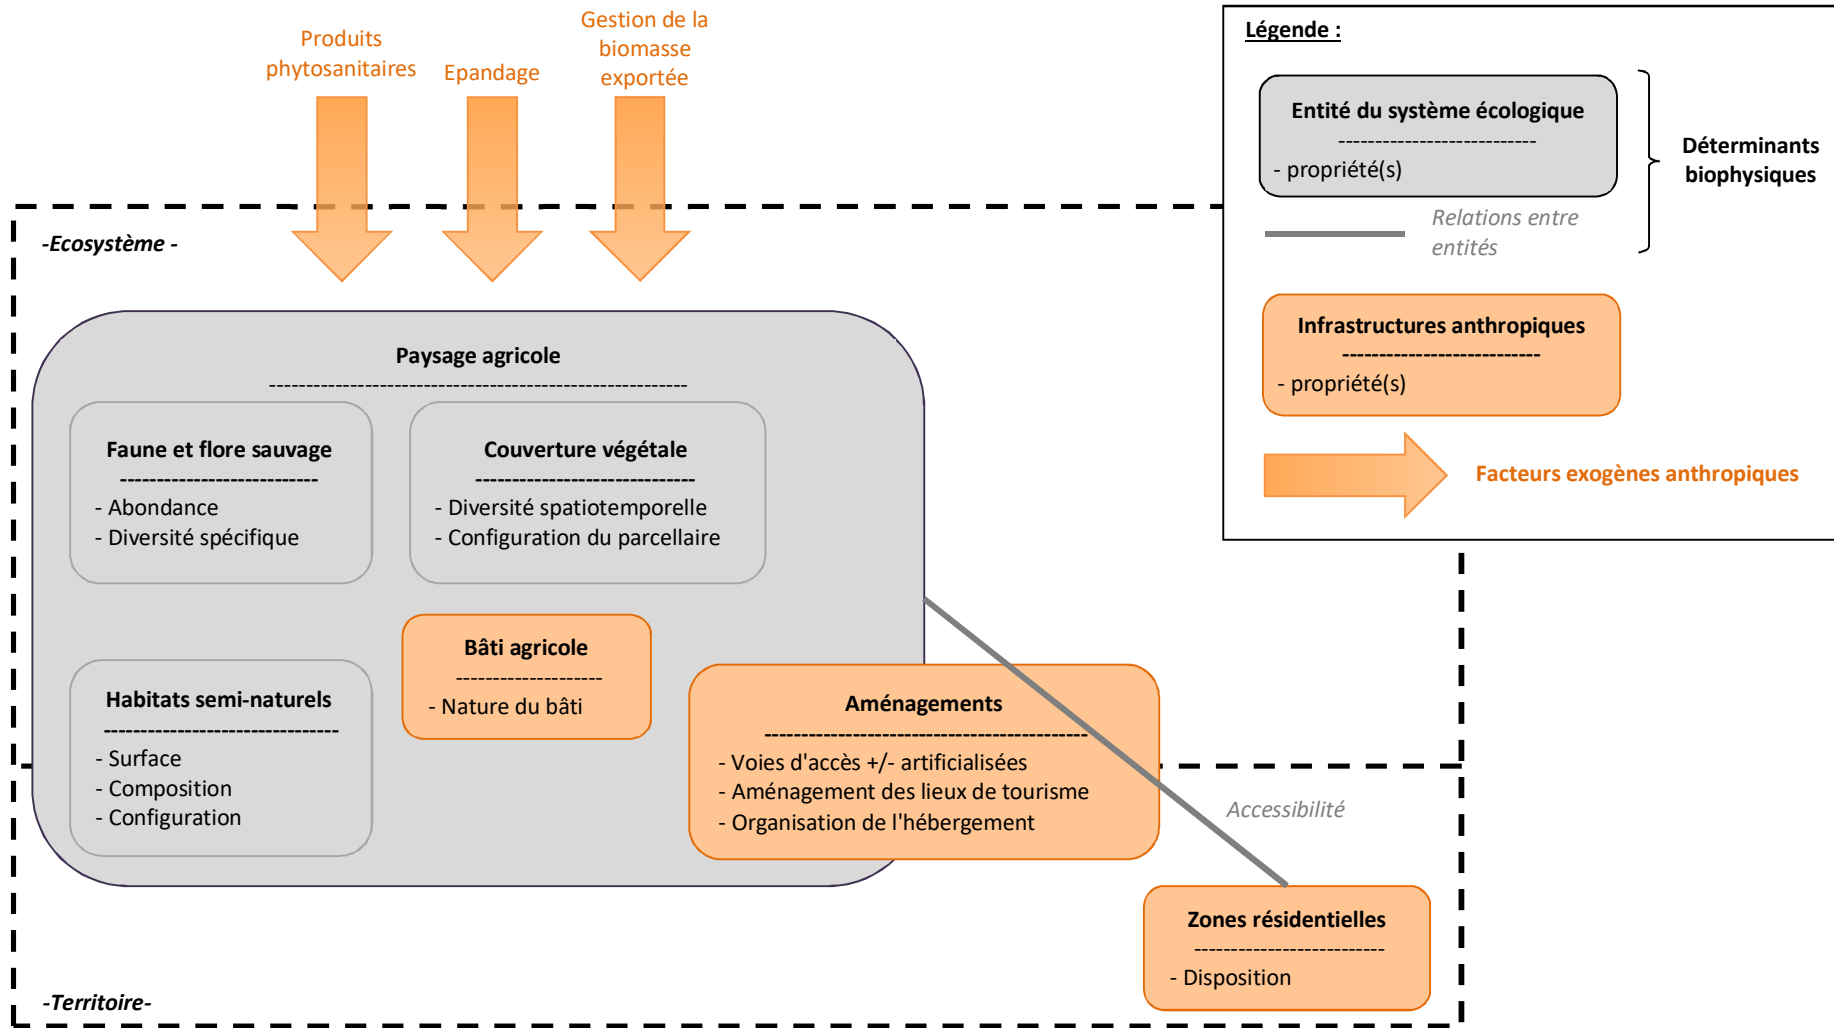 Produits
phytosanitaires
Epandage
Gestion de la
biomasse
exportée
Légende :
Entité du système écologique
---------------------------
- propriété(s)
Relations entre
entités
Déterminants
biophysiques
Infrastructures anthropiques
---------------------------
- propriété(s)
Facteurs exogènes anthropiques
-Ecosystème -
Paysage agricole
---------------------------------------------------------
Faune et flore sauvage
---------------------------
- Abondance
- Diversité spécifique
Couverture végétale
------------------------------
- Diversité spatiotemporelle
- Configuration du parcellaire
Bâti agricole
--------------------
- Nature du bâti
Habitats semi-naturels
--------------------------------
- Surface
- Composition
- Configuration
Aménagements
--------------------------------------------
- Voies d'accès +/- artificialisées
- Aménagement des lieux de tourisme
- Organisation de l'hébergement
Accessibilité
Zones résidentielles
--------------------------
- Disposition
-Territoire-